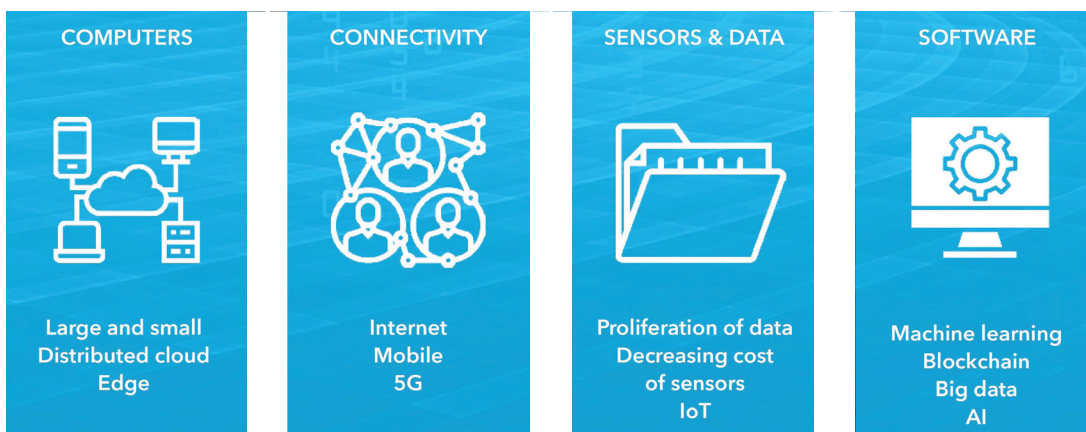 COMPUTERS
Large and small
Distributed cloud
Edge
CONNECTIVITY
Internet
Mobile
5G
SENSORS & DATA
Proliferation of data
Decreasing cost
of sensors
IoT
SOFTWARE
Machine learning
Blockchain
Big data
AI